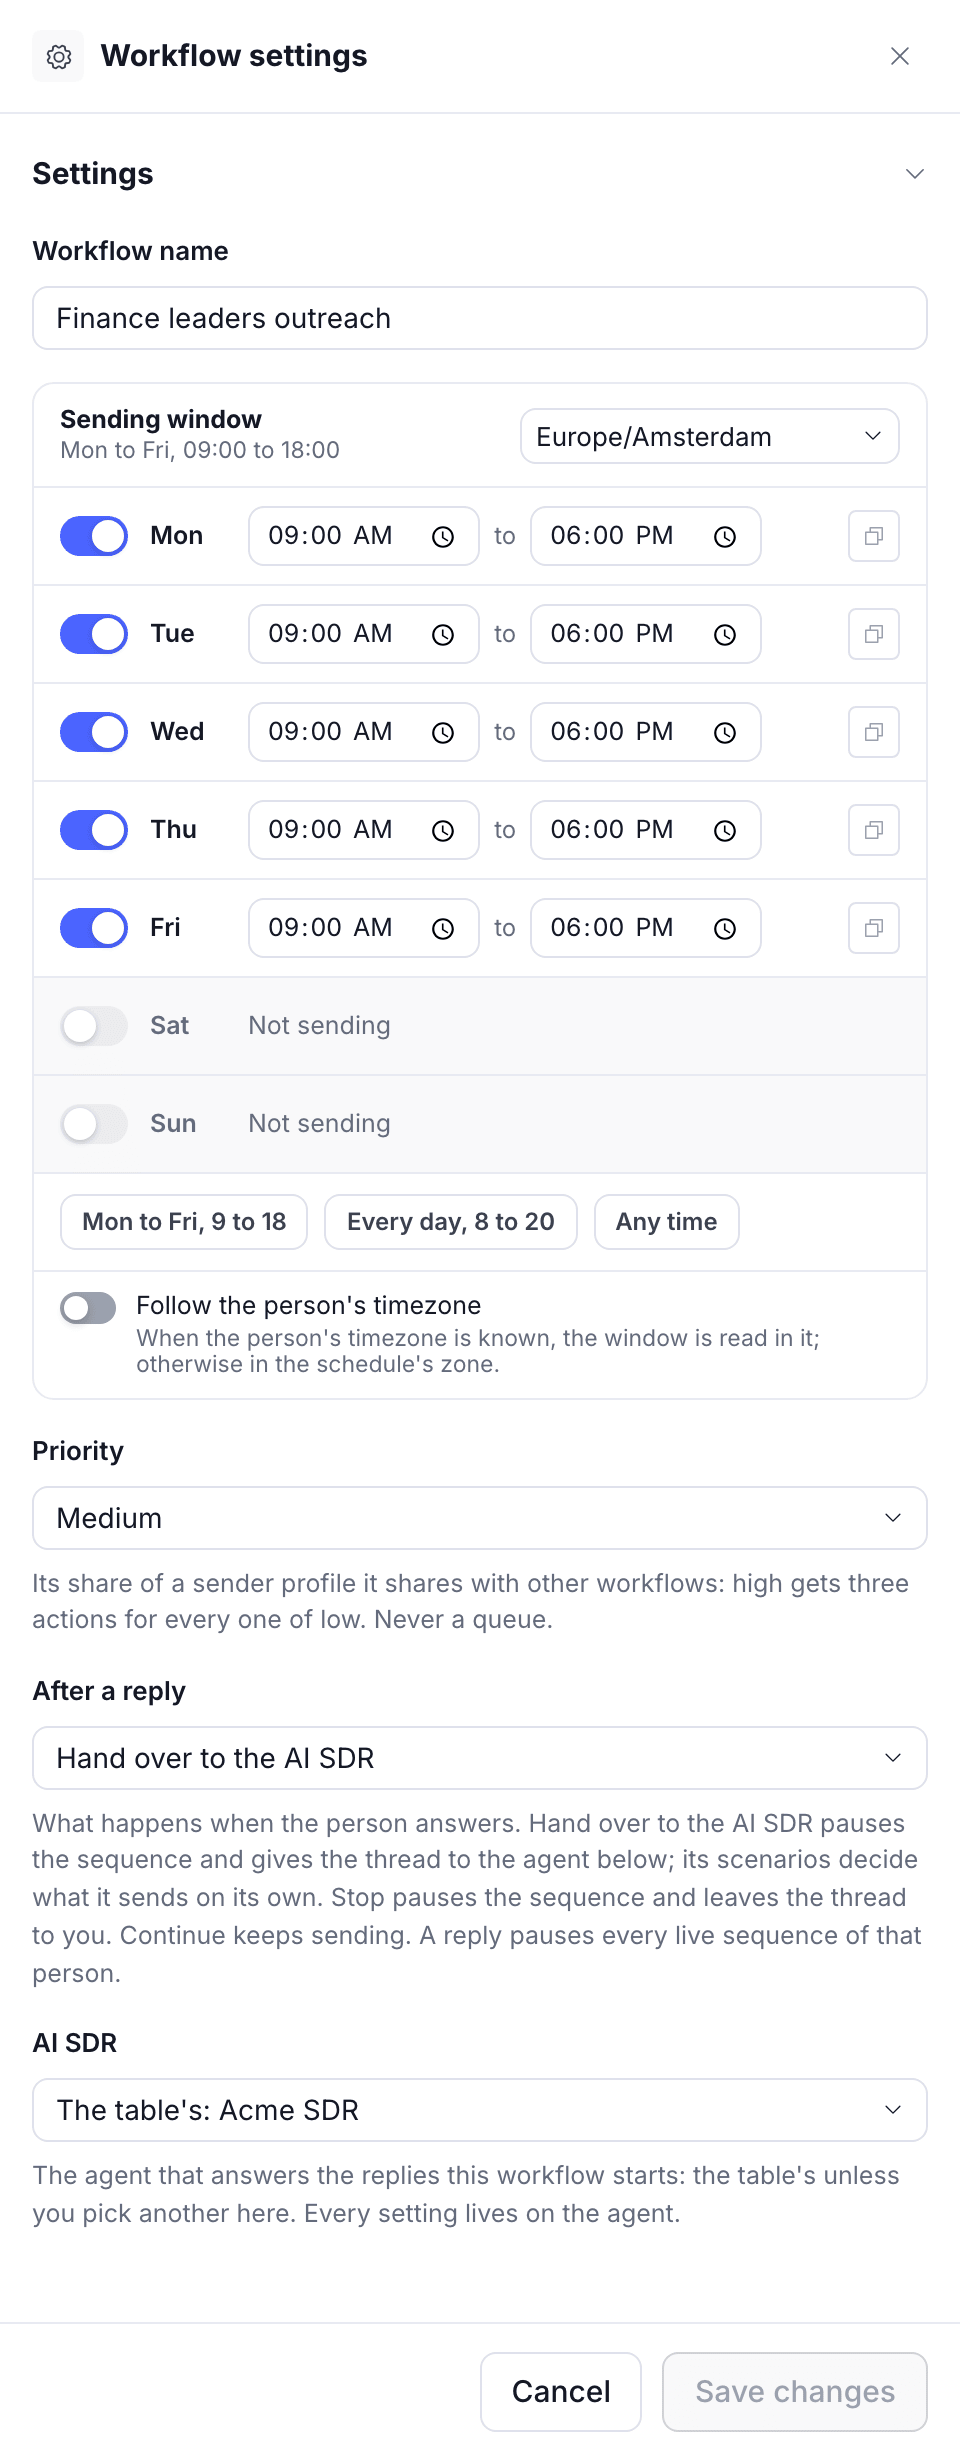 Workflow settings
Settings
Workflow name
Finance leaders outreach
Sending window
Mon to Fri, 09:00 to 18:00
Europe/Amsterdam
Mon 09:00 AM to 06:00 PM
Tue 09:00 AM to 06:00 PM
Wed 09:00 AM to 06:00 PM
Thu 09:00 AM to 06:00 PM
Fri 09:00 AM to 06:00 PM
Sat Not sending
Sun Not sending
Mon to Fri, 9 to 18 Every day, 8 to 20 Any time
Follow the person's timezone
When the person's timezone is known, the window is read in it;
otherwise in the schedule's zone.
Priority
Medium
Its share of a sender profile it shares with other workflows: high gets three
actions for every one of low. Never a queue.
After a reply
Hand over to the AI SDR
What happens when the person answers. Hand over to the AI SDR pauses
the sequence and gives the thread to the agent below; its scenarios decide
what it sends on its own. Stop pauses the sequence and leaves the thread
to you. Continue keeps sending. A reply pauses every live sequence of that
person.
AI SDR
The table's: Acme SDR
The agent that answers the replies this workflow starts: the table's unless
you pick another here. Every setting lives on the agent.
Cancel Save changes